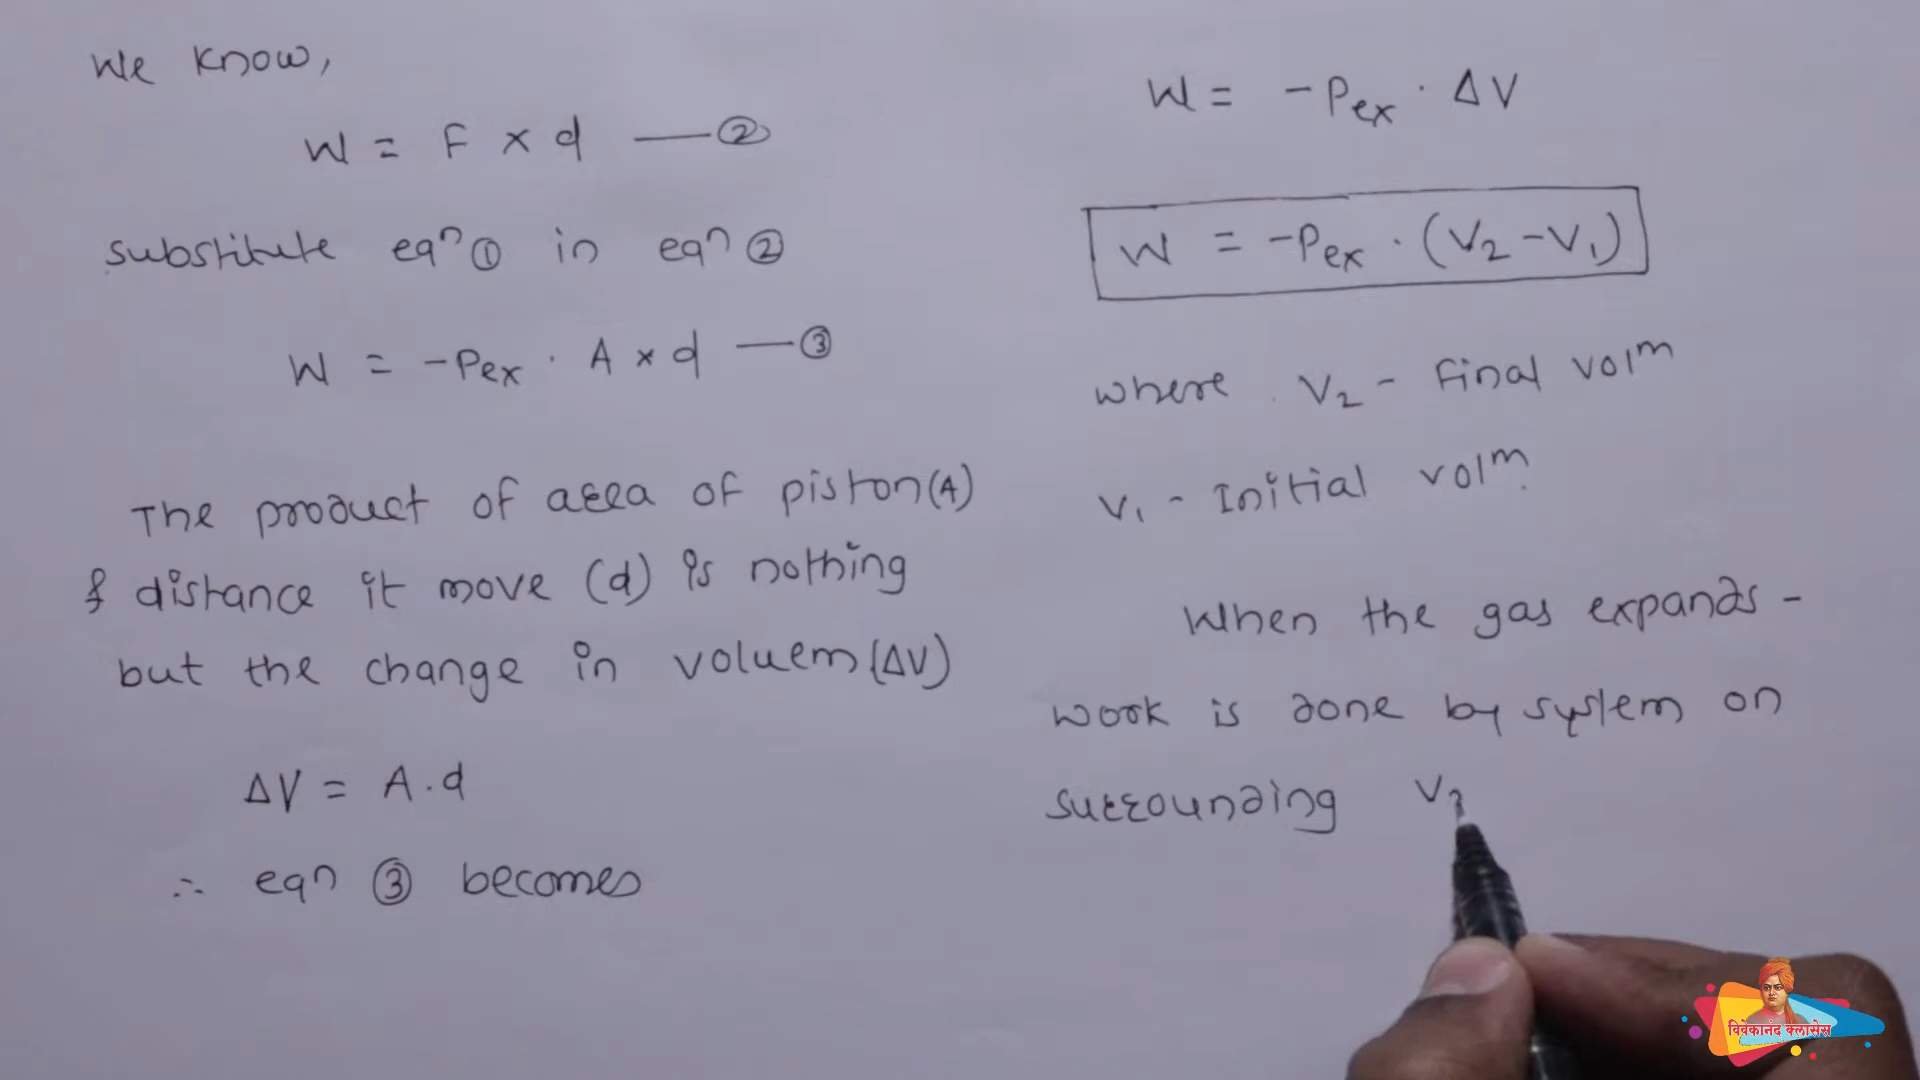 We know,
W = F × d —②
substitute eqn ① in eqn ②
W = -Pex · A × d —③
The product of area of piston(A)
& distance it move (d) is nothing
but the change in voluem(ΔV)
ΔV = A.d
∴ eqn ③ becomes
W = -Pex · ΔV
W = -Pex · (V2 - V1)
where V2 - Final volm
V1 - Initial volm.
When the gas expands -
work is done by system on
surrounding V2
विवेकानंद क्लासेस